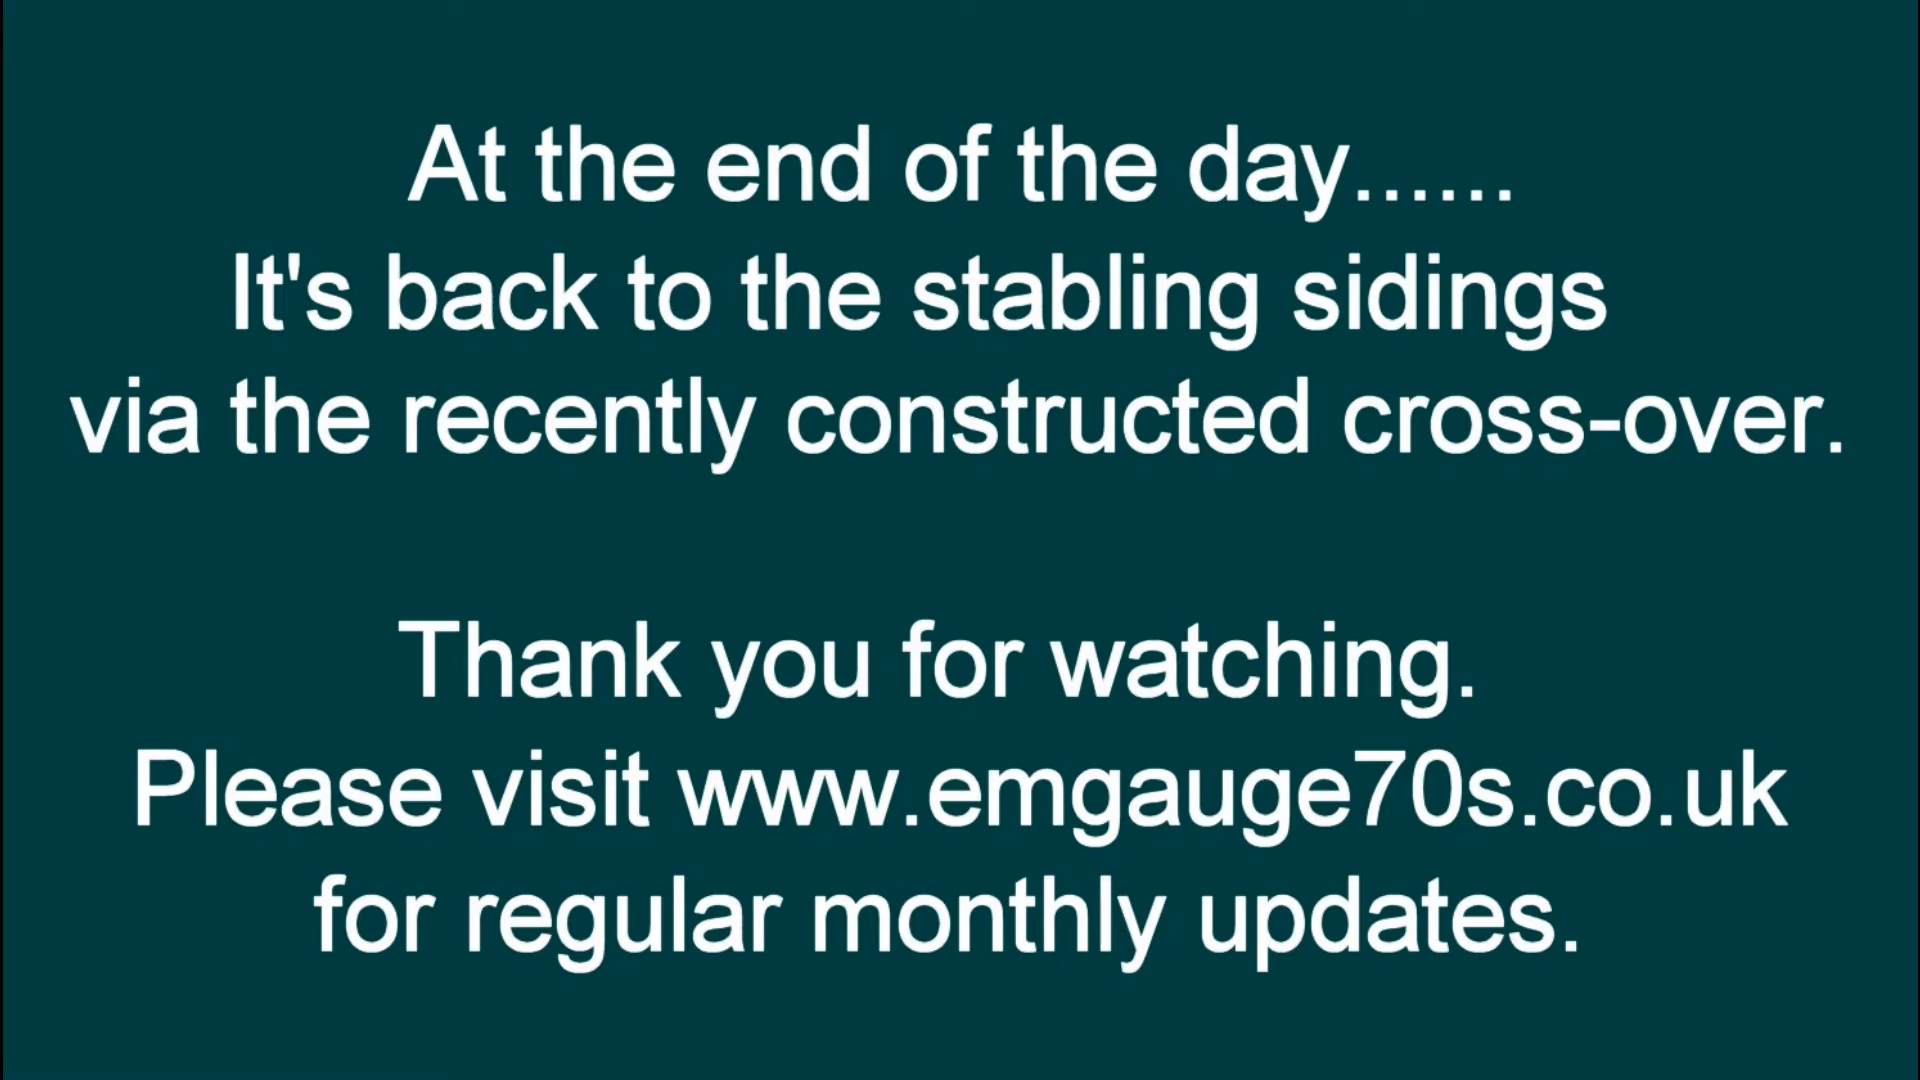 At the end of the day......
It's back to the stabling sidings
via the recently constructed cross-over.
Thank you for watching.
Please visit www.emgauge70s.co.uk
for regular monthly updates.